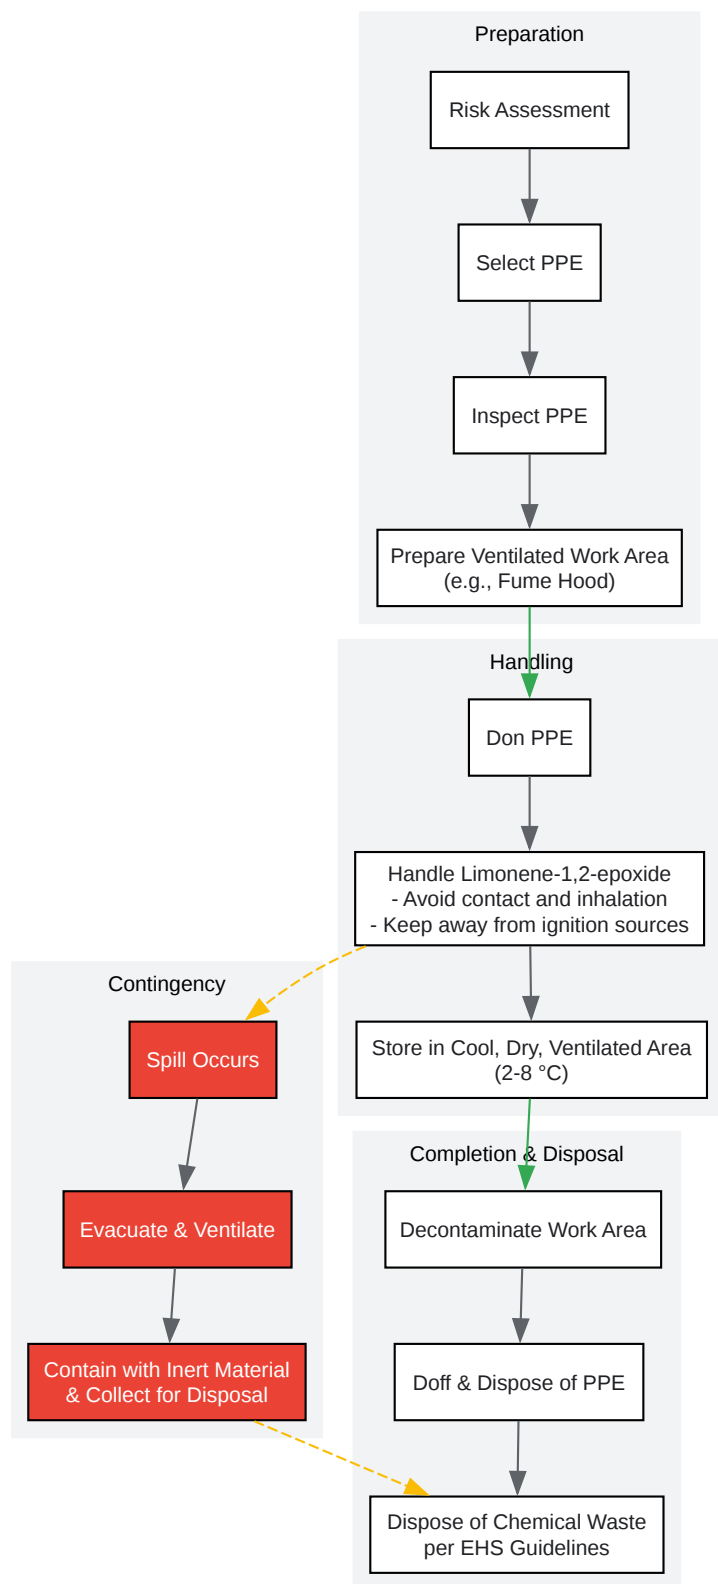 Preparation
Risk Assessment
Select PPE
Inspect PPE
Prepare Ventilated Work Area
(e.g., Fume Hood)
Handling
Don PPE
Handle Limonene-1,2-epoxide
- Avoid contact and inhalation
- Keep away from ignition sources
Store in Cool, Dry, Ventilated Area
(2-8 °C)
Contingency
Spill Occurs
Evacuate & Ventilate
Contain with Inert Material
& Collect for Disposal
Completion & Disposal
Decontaminate Work Area
Doff & Dispose of PPE
Dispose of Chemical Waste
per EHS Guidelines